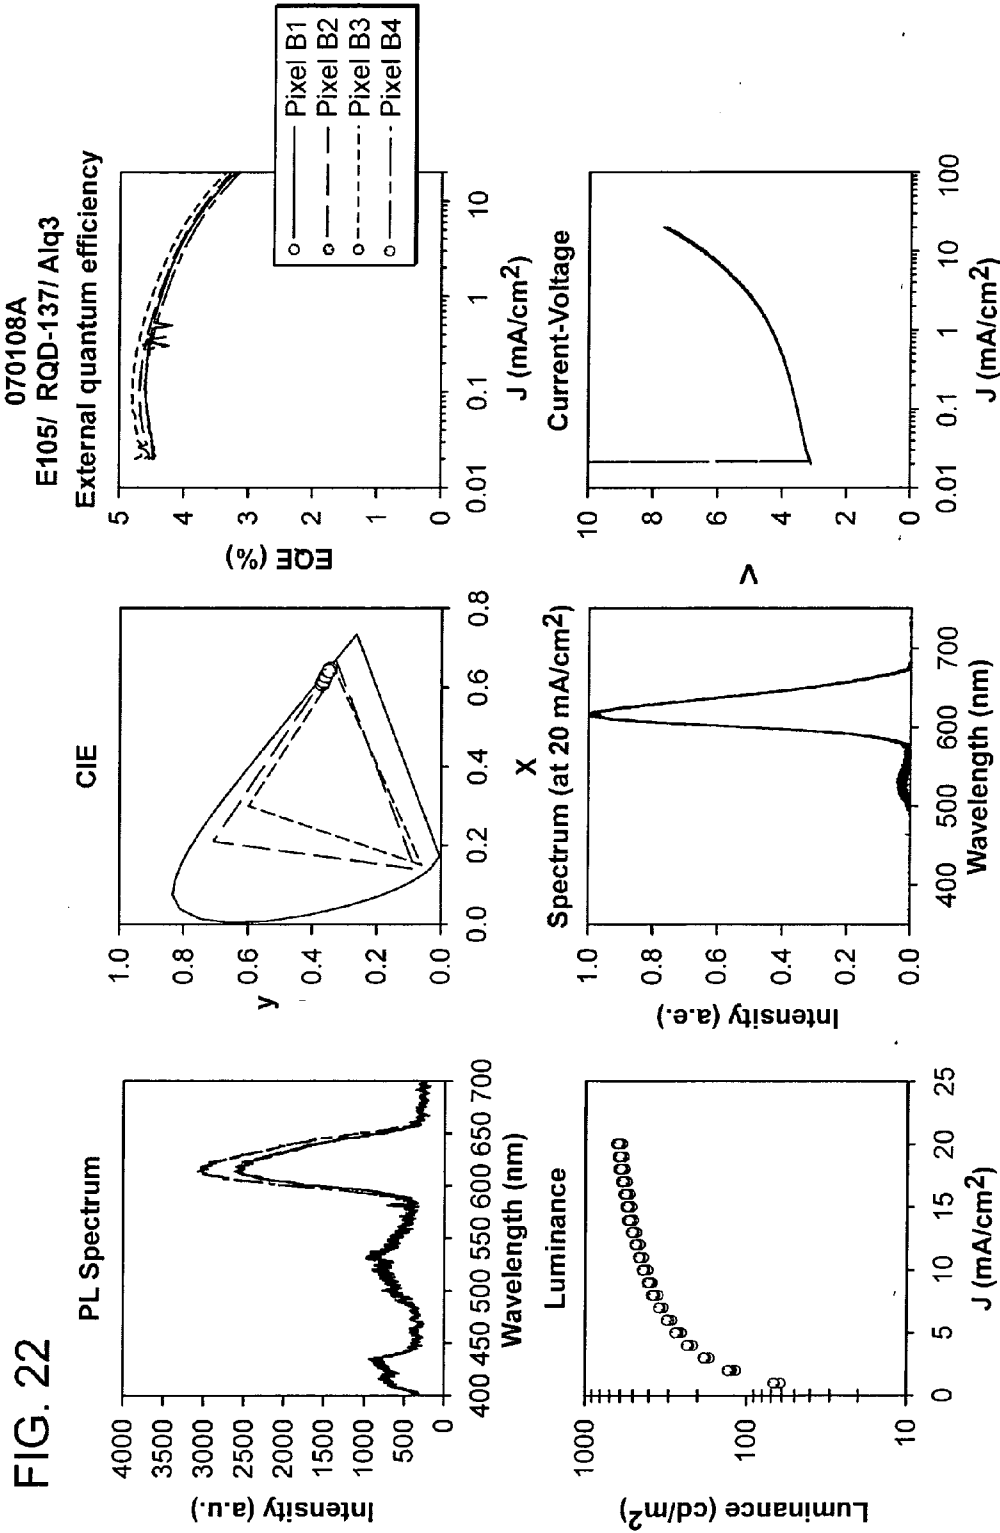 FIG. 22
070108A
E105/ RQD-137/ Alq3
PL Spectrum
Intensity (a.u.)
4000
3500
3000
2500
2000
1500
1000
500
0
400 450 500 550 600 650 700
Wavelength (nm)
CIE
y
1.0
0.8
0.6
0.4
0.2
0.0
0.0 0.2 0.4 0.6 0.8
X
External quantum efficiency
EQE (%)
5
4
3
2
1
0
0.01 0.1 1 10
J (mA/cm2)
Pixel B1
Pixel B2
Pixel B3
Pixel B4
Luminance
Luminance (cd/m2)
1000
100
10
0 5 10 15 20 25
J (mA/cm2)
Spectrum (at 20 mA/cm2)
Intensity (a.e.)
1.0
0.8
0.6
0.4
0.2
0.0
400 500 600 700
Wavelength (nm)
Current-Voltage
V
10
8
6
4
2
0
0.01 0.1 1 10 100
J (mA/cm2)